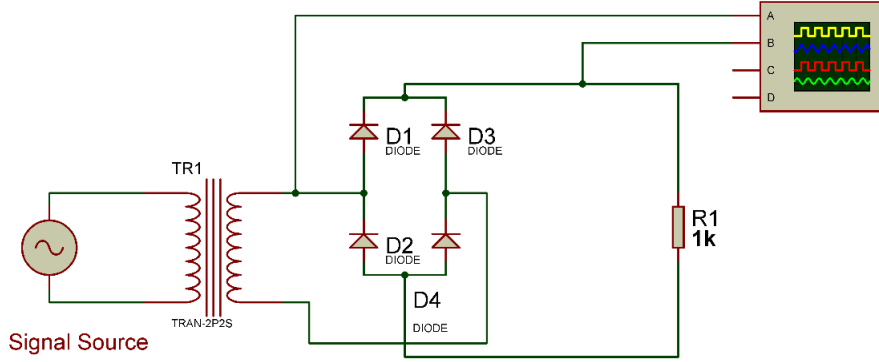 A
B
C
D
D1
DIODE
D3
DIODE
TR1
R1
1k
D2
DIODE
D4
DIODE
TRAN-2P2S
Signal Source